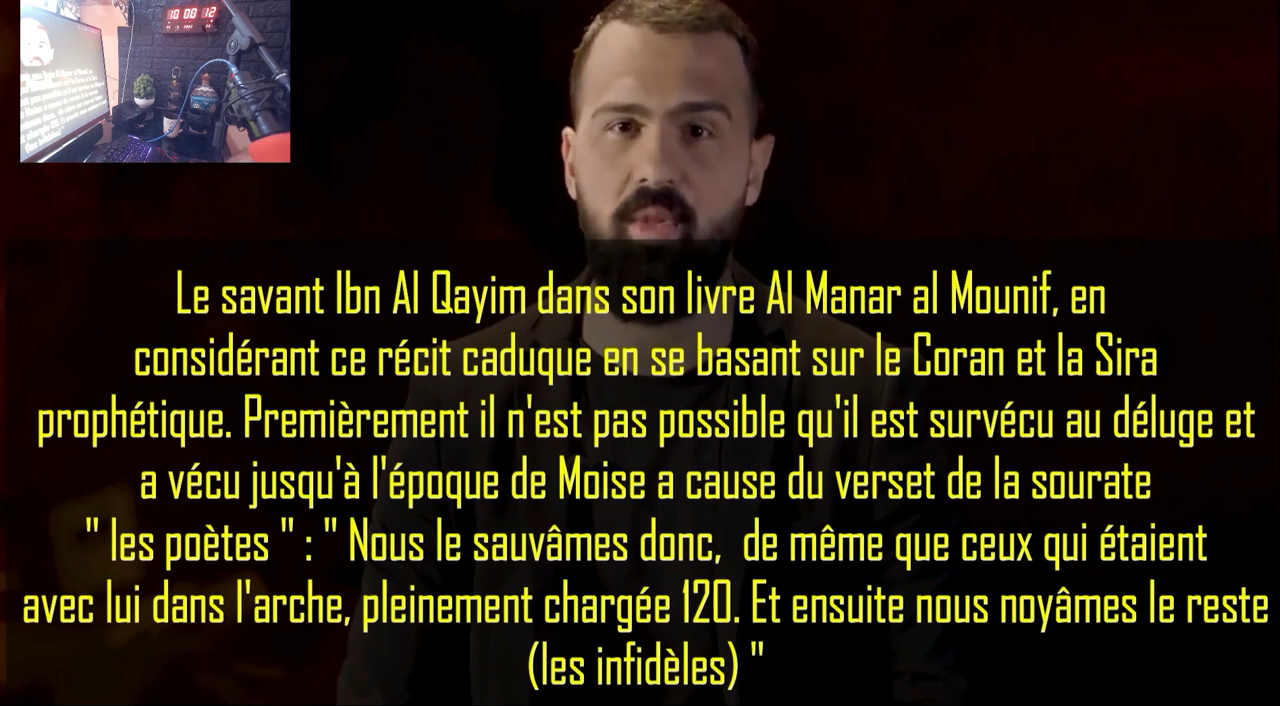 10 08 12
Le savant Ibn Al Qayim dans son livre Al Manar al Mounif, en
considérant ce récit caduque en se basant sur le Coran et la Sira
prophétique. Premièrement il n'est pas possible qu'il est survécu au déluge et
a vécu jusqu'à l'époque de Moise a cause du verset de la sourate
" les poètes " : " Nous le sauvâmes donc, de même que ceux qui étaient
avec lui dans l'arche, pleinement chargée 120. Et ensuite nous noyâmes le reste
(les infidèles) "